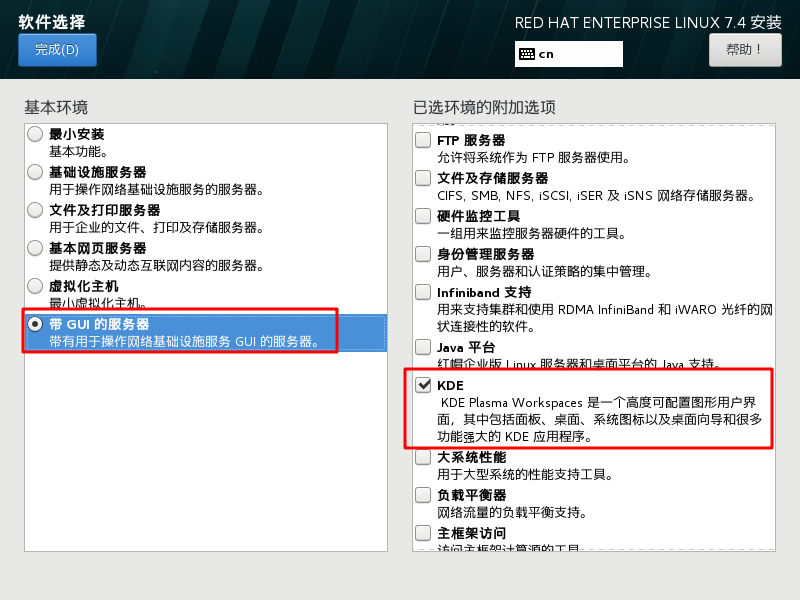 软件选择
RED HAT ENTERPRISE LINUX 7.4 安装
完成(D)
cn
帮助！
基本环境
最小安装
基本功能。
基础设施服务器
用于操作网络基础设施服务的服务器。
文件及打印服务器
用于企业的文件、打印及存储服务器。
基本网页服务器
提供静态及动态互联网内容的服务器。
虚拟化主机
最小虚拟化主机。
带 GUI 的服务器
带有用于操作网络基础设施服务 GUI 的服务器。
已选环境的附加选项
FTP 服务器
允许将系统作为 FTP 服务器使用。
文件及存储服务器
CIFS, SMB, NFS, iSCSI, iSER 及 iSNS 网络存储服务器。
硬件监控工具
一组用来监控服务器硬件的工具。
身份管理服务器
用户、服务器和认证策略的集中管理。
Infiniband 支持
用来支持集群和使用 RDMA InfiniBand 和 iWARO 光纤的网
状连接性的软件。
Java 平台
红帽企业版 Linux 服务器和桌面平台的 Java 支持。
KDE
KDE Plasma Workspaces 是一个高度可配置图形用户界
面，其中包括面板、桌面、系统图标以及桌面向导和很多
功能强大的 KDE 应用程序。
大系统性能
用于大型系统的性能支持工具。
负载平衡器
网络流量的负载平衡支持。
主框架访问
访问主框架计算源的工具